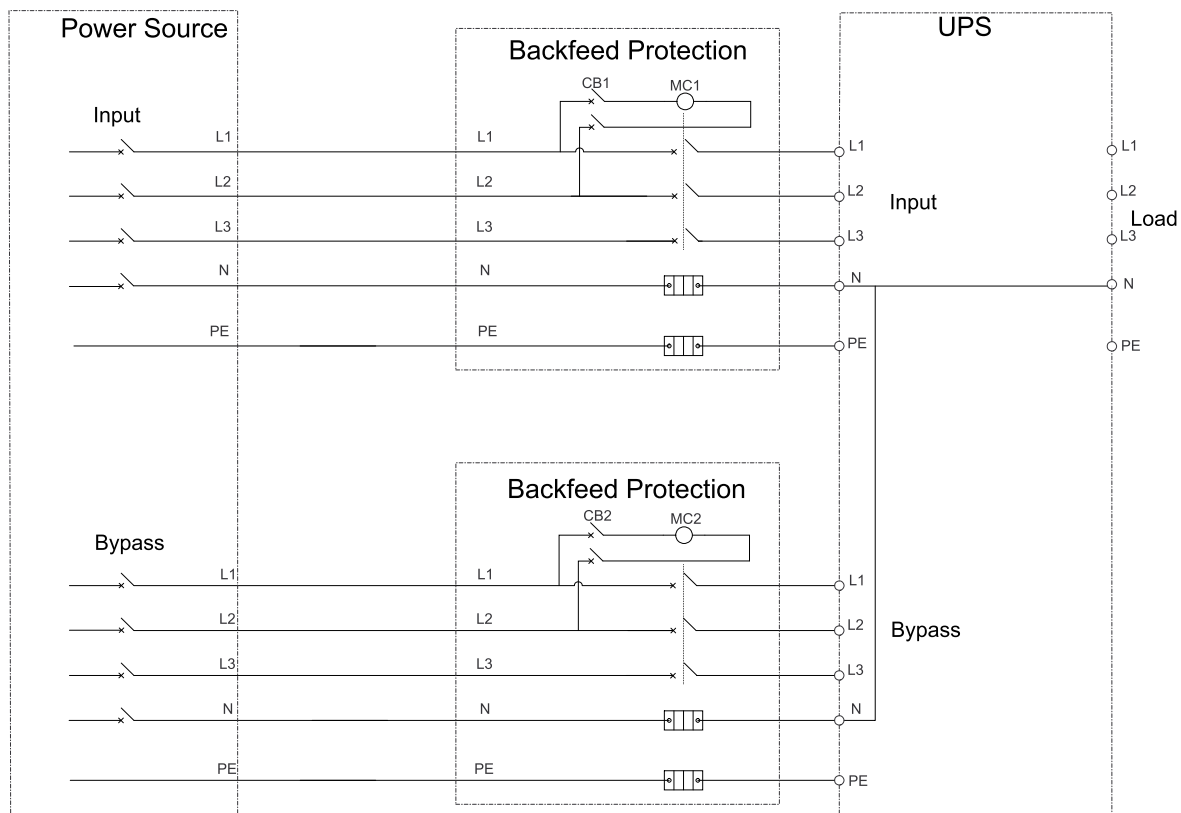 Power Source
UPS
Backfeed Protection
CB1
MC1
Input
L1
L1
L1
L1
L2
L2
L2
L2
Input
Load
L3
L3
L3
L3
N
N
N
N
PE
PE
PE
PE
Backfeed Protection
CB2
MC2
Bypass
L1
L1
L1
L2
L2
L2
Bypass
L3
L3
L3
N
N
N
PE
PE
PE